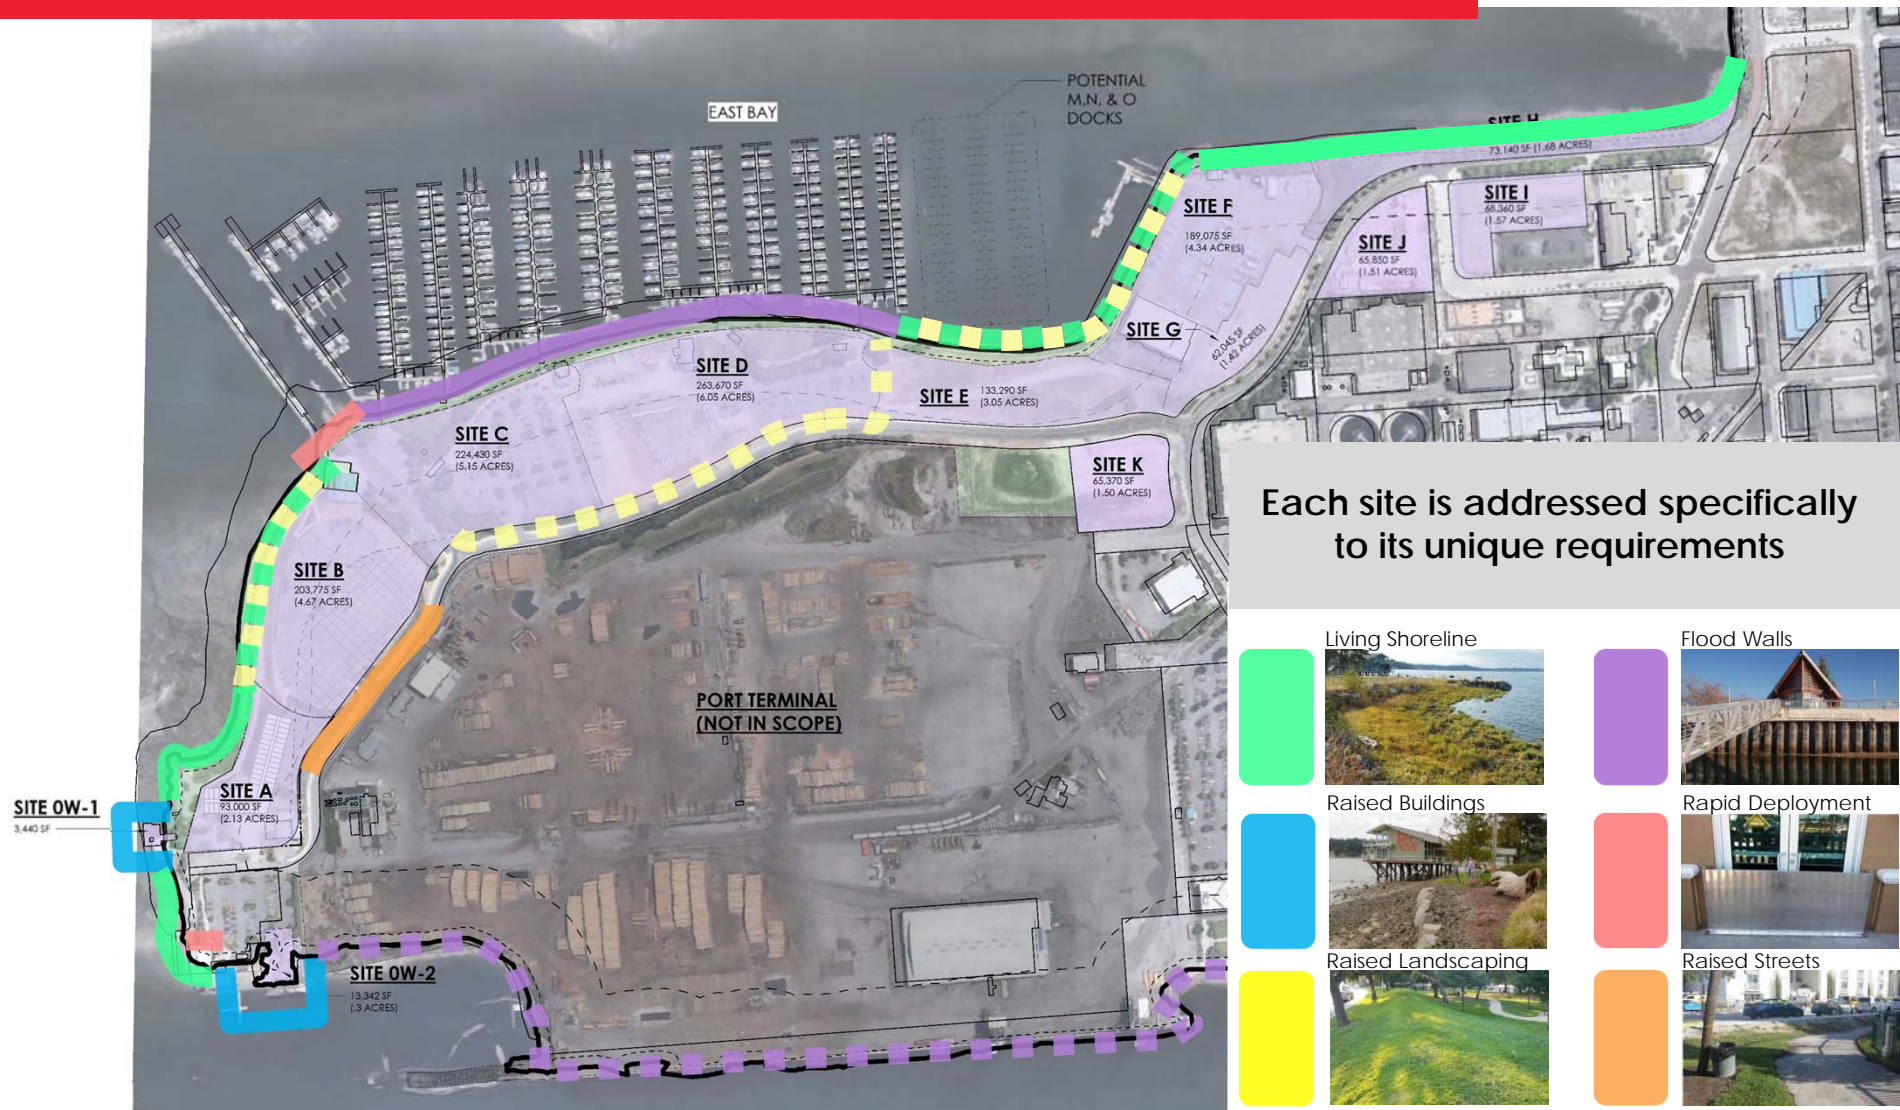 EAST BAY
POTENTIAL
M,N, & O
DOCKS
SITE H
73,140 SF (1.68 ACRES)
SITE I
68,360 SF
(1.57 ACRES)
SITE F
189,075 SF
(4.34 ACRES)
SITE J
65,850 SF
(1.51 ACRES)
SITE G
62,045 SF
(1.42 ACRES)
SITE D
263,670 SF
(6.05 ACRES)
SITE E
133,290 SF
(3.05 ACRES)
SITE C
224,430 SF
(5.15 ACRES)
SITE K
65,370 SF
(1.50 ACRES)
SITE B
203,775 SF
(4.67 ACRES)
PORT TERMINAL
(NOT IN SCOPE)
SITE A
93,000 SF
(2.13 ACRES)
SITE OW-1
3,440 SF
SITE OW-2
13,342 SF
(.3 ACRES)
Each site is addressed specifically
to its unique requirements
Living Shoreline
Flood Walls
Raised Buildings
Rapid Deployment
Raised Landscaping
Raised Streets